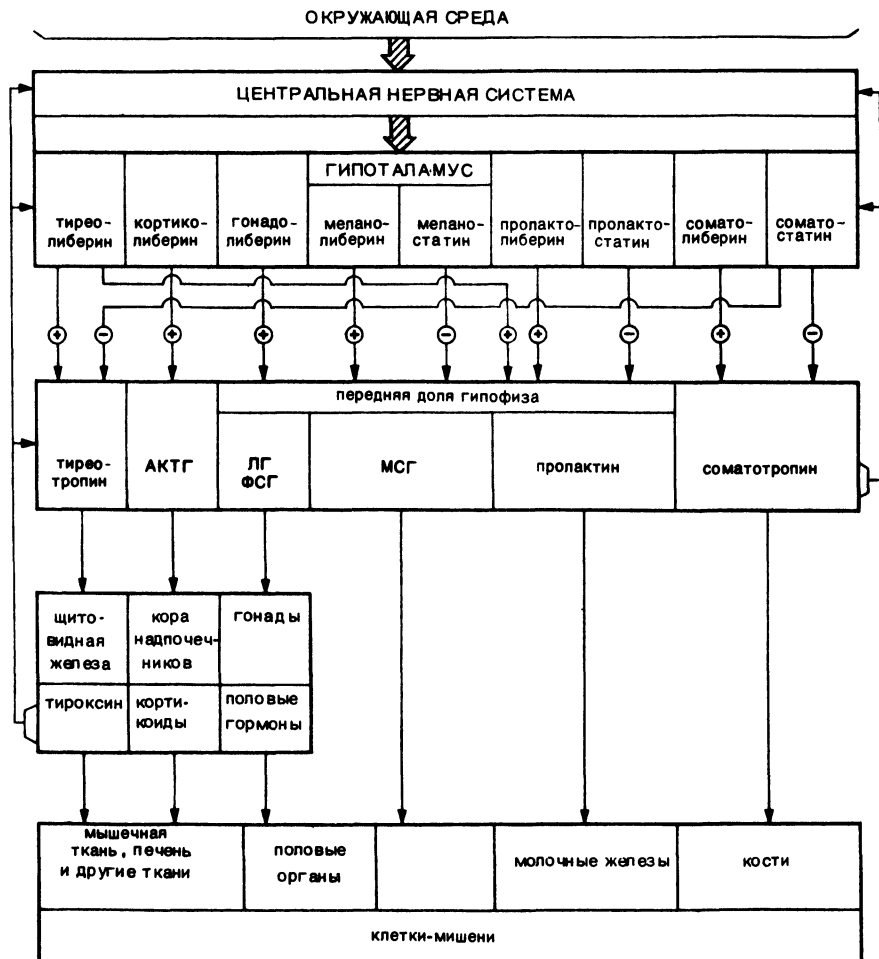 ОКРУЖАЮЩАЯ СРЕДА
ЦЕНТРАЛЬНАЯ НЕРВНАЯ СИСТЕМА
ГИПОТАЛАМУС
тирео-
либерин
кортико-
либерин
гонадо-
либерин
мелано-
либерин
мелано-
статин
пролакто-
либерин
пролакто-
статин
сомато-
либерин
сомато-
статин
+ − + + − + + − + −
передняя доля гипофиза
тирео-
тропин
АКТГ
ЛГ
ФСГ
МСГ
пролактин
соматотропин
щито-
видная
железа
кора
надпочеч-
ников
гонады
тироксин
корти-
коиды
половые
гормоны
мышечная
ткань, печень
и другие ткани
половые
органы
молочные железы
кости
клетки-мишени